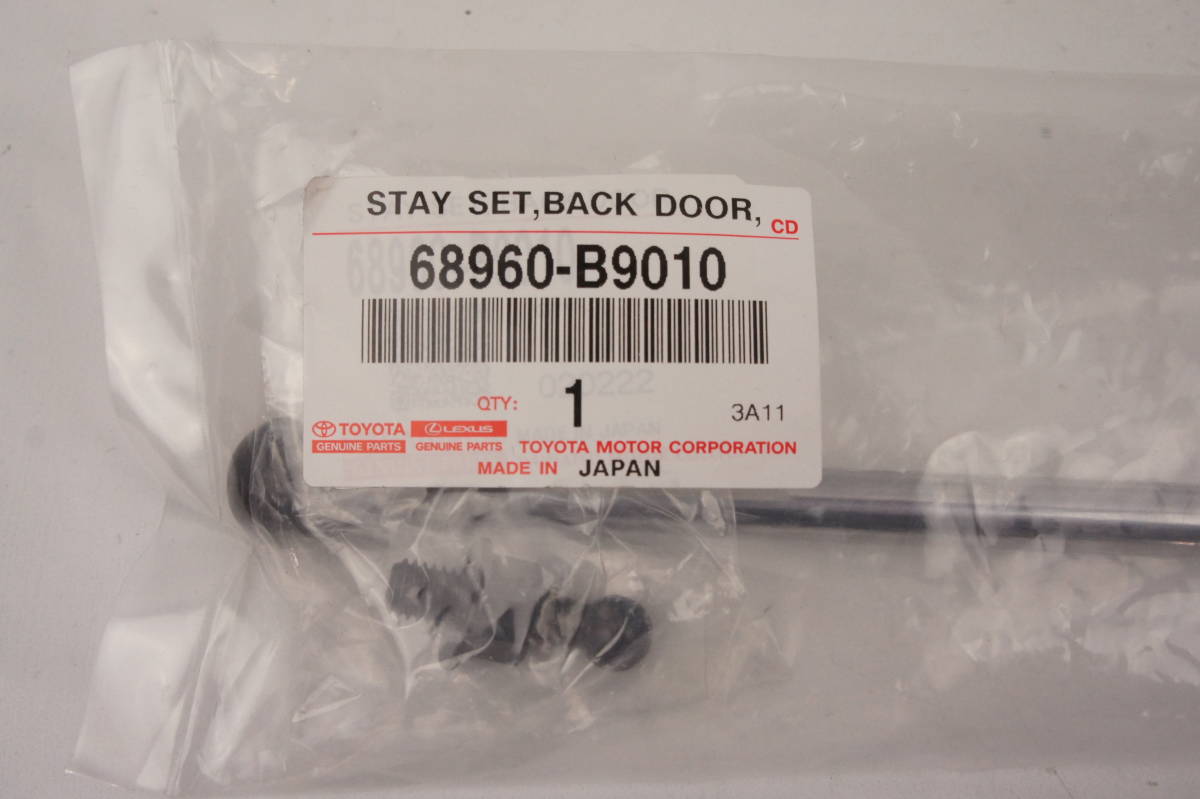 STAY SET,BACK DOOR,
CD
68960-B9010
QTY: 1
3A11
TOYOTA LEXUS
GENUINE PARTS GENUINE PARTS TOYOTA MOTOR CORPORATION
MADE IN JAPAN
020222